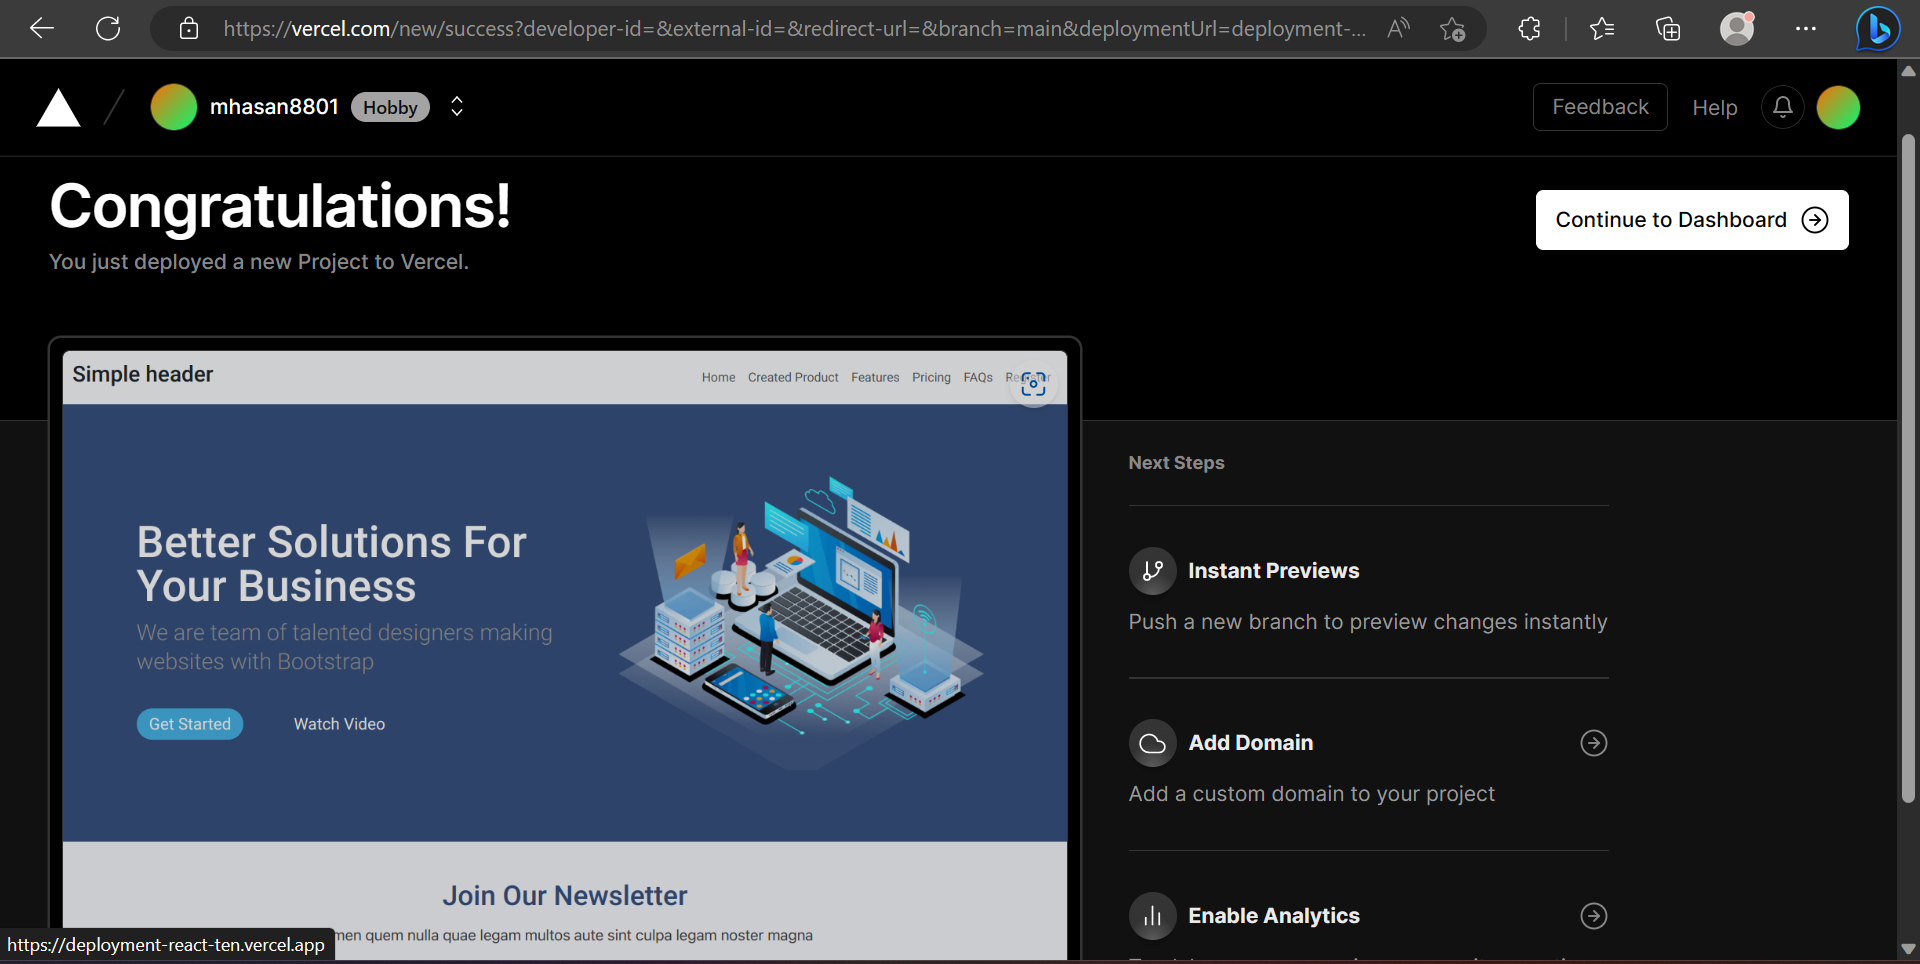 https://vercel.com/new/success?developer-id=&external-id=&redirect-url=&branch=main&deploymentUrl=deployment-...
mhasan8801 Hobby
Feedback Help
Congratulations!
You just deployed a new Project to Vercel.
Continue to Dashboard
Simple header
Home Created Product Features Pricing FAQs Register
Better Solutions For
Your Business
We are team of talented designers making
websites with Bootstrap
Get Started Watch Video
Join Our Newsletter
men quem nulla quae legam multos aute sint culpa legam noster magna
Next Steps
Instant Previews
Push a new branch to preview changes instantly
Add Domain
Add a custom domain to your project
Enable Analytics
https://deployment-react-ten.vercel.app